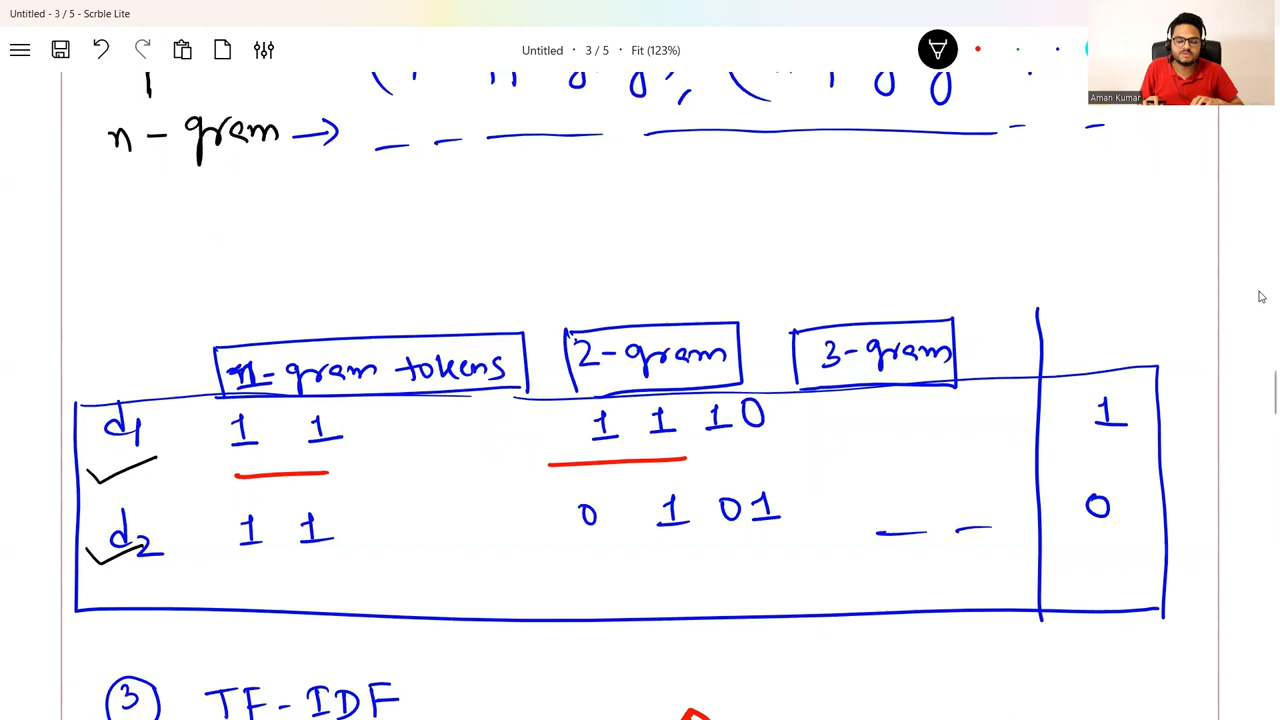 Untitled - 3 / 5 - Scrble Lite
Untitled • 3 / 5 • Fit (123%)
Aman Kumar
n - gram →
n- gram tokens 2-gram 3-gram
d1 1 1 1 1 1 0 1
d2 1 1 0 1 0 1 _ _ 0
3 TF - IDF